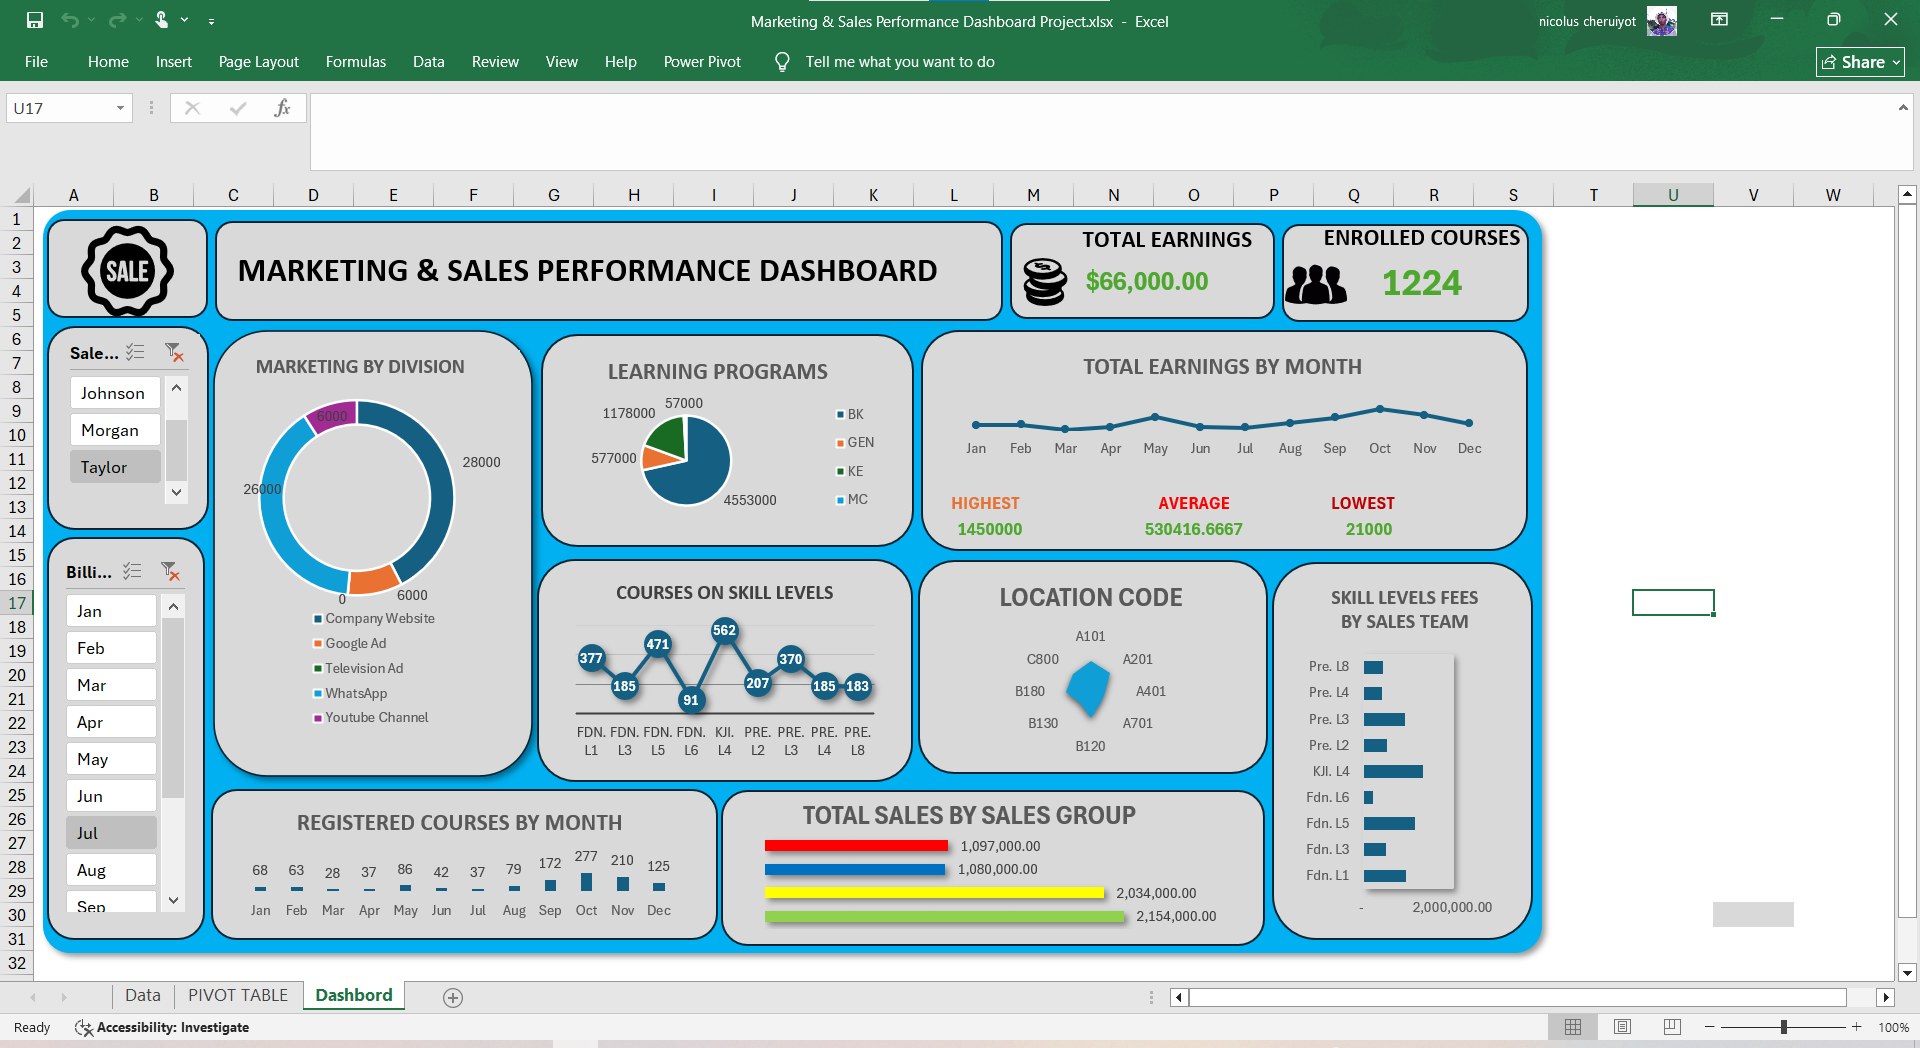 Marketing & Sales Performance Dashboard Project.xlsx - Excel
nicolus cheruiyot
File Home Insert Page Layout Formulas Data Review View Help Power Pivot Tell me what you want to do
Share
U17
fx
A B C D E F G H I J K L M N O P Q R S T U V W
1
2
3
4
5
6
7
8
9
10
11
12
13
14
15
16
17
18
19
20
21
22
23
24
25
26
27
28
29
30
31
32
SALE
MARKETING & SALES PERFORMANCE DASHBOARD
TOTAL EARNINGS
$66,000.00
ENROLLED COURSES
1224
Sale...
Johnson
Morgan
Taylor
Billi...
Jan
Feb
Mar
Apr
May
Jun
Jul
Aug
Sep
MARKETING BY DIVISION
6000
28000
26000
6000
0
Company Website
Google Ad
Television Ad
WhatsApp
Youtube Channel
LEARNING PROGRAMS
57000
1178000
577000
4553000
BK
GEN
KE
MC
TOTAL EARNINGS BY MONTH
Jan Feb Mar Apr May Jun Jul Aug Sep Oct Nov Dec
HIGHEST AVERAGE LOWEST
1450000 530416.6667 21000
COURSES ON SKILL LEVELS
377 185 471 91 562 207 370 185 183
FDN. FDN. FDN. FDN. KJI. PRE. PRE. PRE. PRE.
L1 L3 L5 L6 L4 L2 L3 L4 L8
LOCATION CODE
A101
C800 A201
B180 A401
B130 A701
B120
SKILL LEVELS FEES
BY SALES TEAM
Pre. L8
Pre. L4
Pre. L3
Pre. L2
KJI. L4
Fdn. L6
Fdn. L5
Fdn. L3
Fdn. L1
- 2,000,000.00
REGISTERED COURSES BY MONTH
68 63 28 37 86 42 37 79 172 277 210 125
Jan Feb Mar Apr May Jun Jul Aug Sep Oct Nov Dec
TOTAL SALES BY SALES GROUP
1,097,000.00
1,080,000.00
2,034,000.00
2,154,000.00
Data PIVOT TABLE Dashbord
Ready Accessibility: Investigate
100%